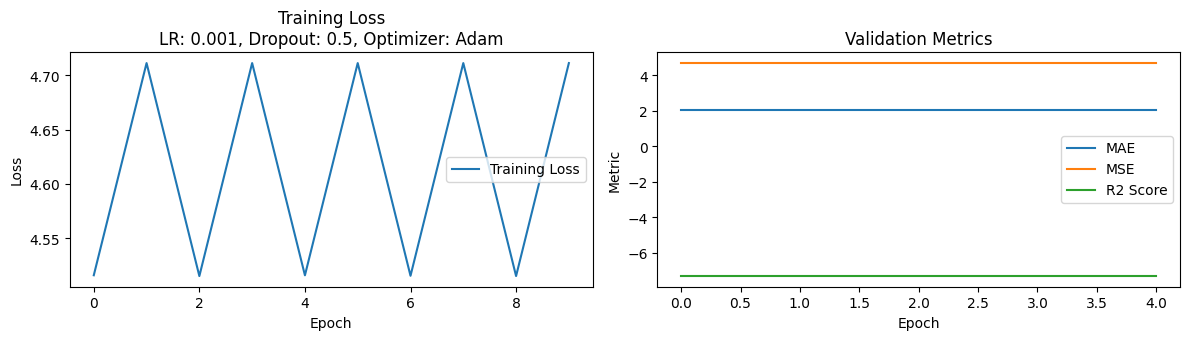 Training Loss
LR: 0.001, Dropout: 0.5, Optimizer: Adam
4.70
4.65
4.60
4.55
Loss
Training Loss
0 2 4 6 8
Epoch
Validation Metrics
4
2
0
−2
−4
−6
Metric
MAE
MSE
R2 Score
0.0 0.5 1.0 1.5 2.0 2.5 3.0 3.5 4.0
Epoch